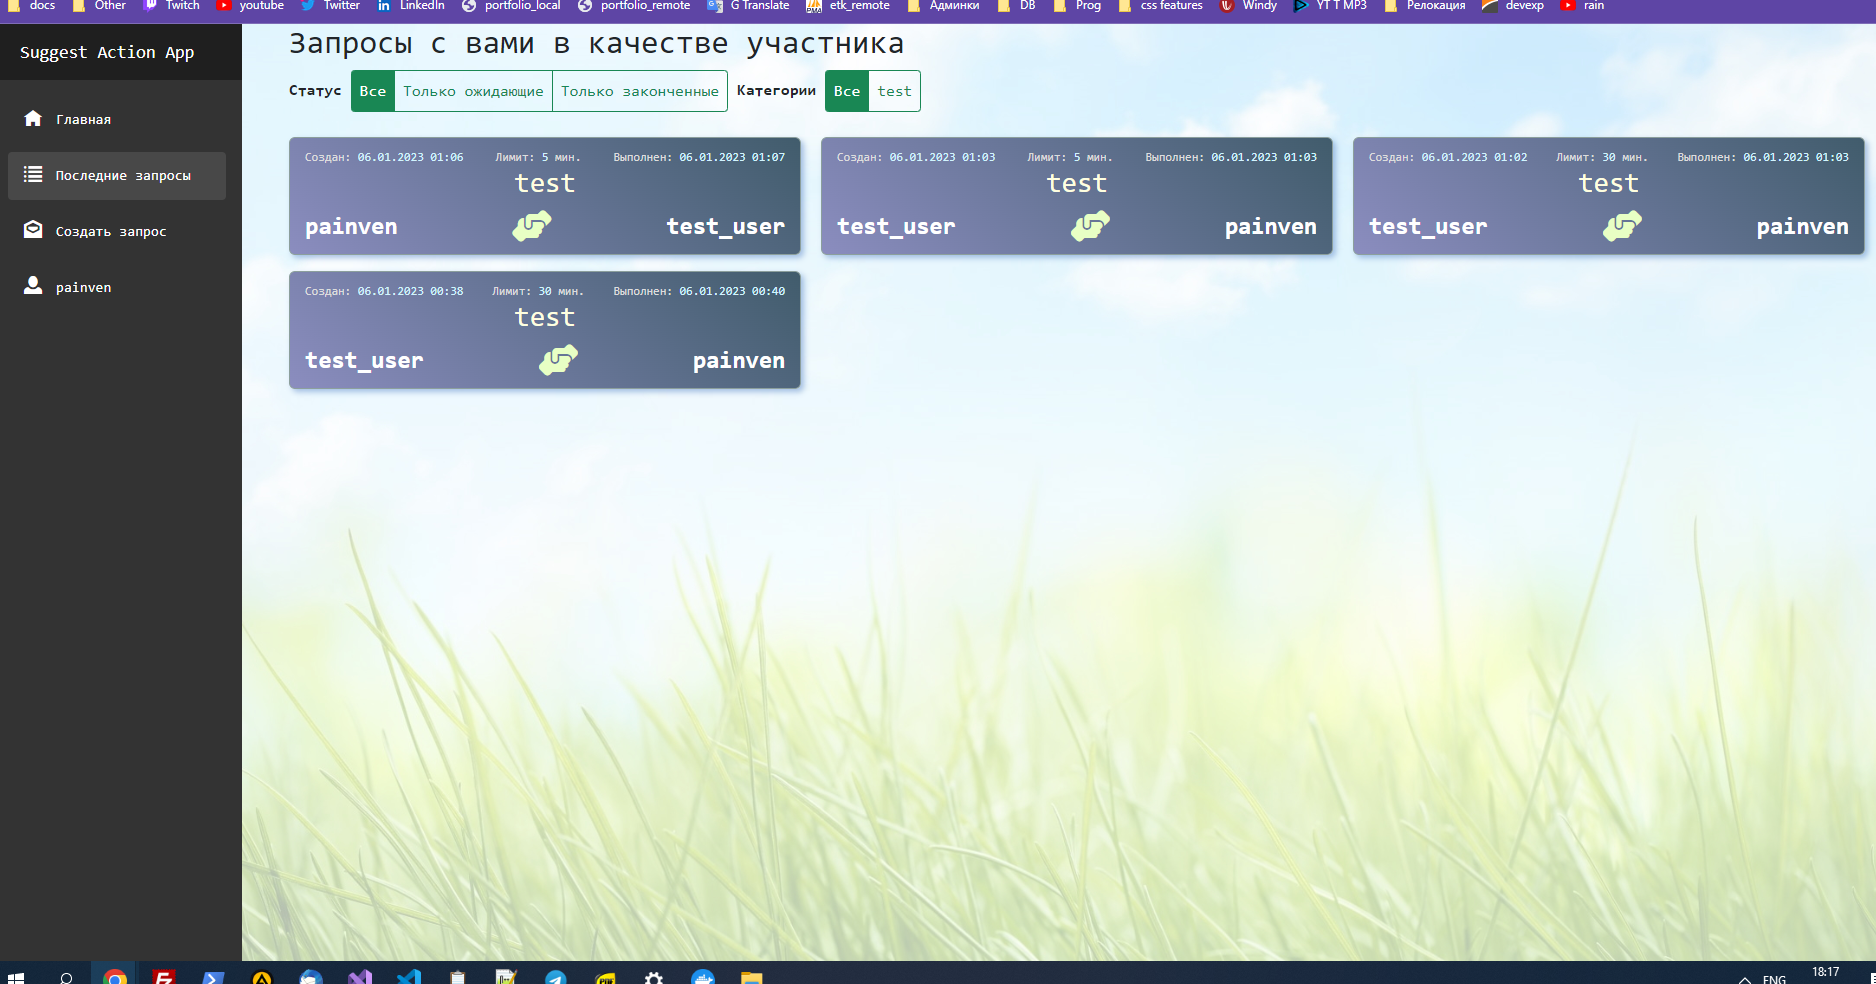 docs Other Twitch youtube Twitter LinkedIn portfolio_local portfolio_remote G Translate etk_remote Админки DB Prog css features Windy YT T MP3 Релокация devexp rain
Suggest Action App
Главная
Последние запросы
Создать запрос
painven
Запросы с вами в качестве участника
Статус Все Только ожидающие Только законченные Категории Все test
Создан: 06.01.2023 01:06 Лимит: 5 мин. Выполнен: 06.01.2023 01:07
test
painven test_user
Создан: 06.01.2023 01:03 Лимит: 5 мин. Выполнен: 06.01.2023 01:03
test
test_user painven
Создан: 06.01.2023 01:02 Лимит: 30 мин. Выполнен: 06.01.2023 01:03
test
test_user painven
Создан: 06.01.2023 00:38 Лимит: 30 мин. Выполнен: 06.01.2023 00:40
test
test_user painven
ENG 18:17